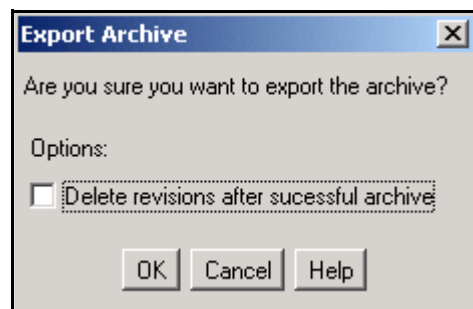 Export Archive
Are you sure you want to export the archive?
Options:
Delete revisions after sucessful archive
OK Cancel Help